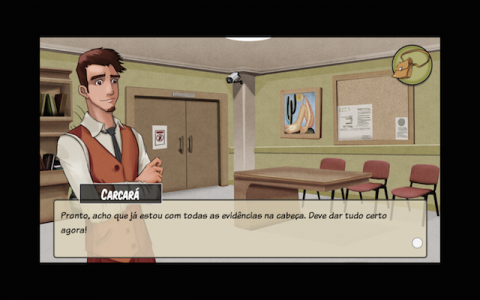 CARCARÁ
Pronto, acho que já estou com todas as evidências na cabeça. Deve dar tudo certo
agora!